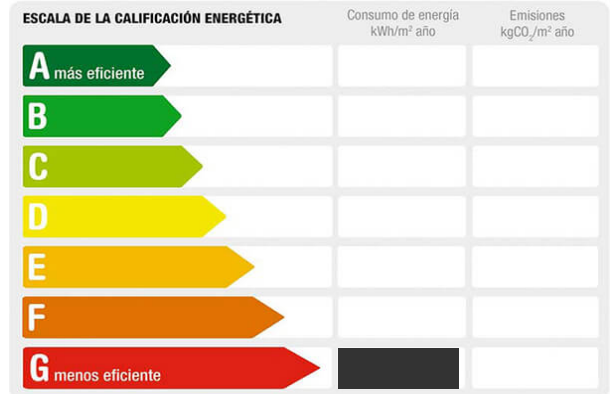 ESCALA DE LA CALIFICACIÓN ENERGÉTICA
Consumo de energía
kWh/m² año
Emisiones
kgCO₂/m² año
A más eficiente
B
C
D
E
F
G menos eficiente